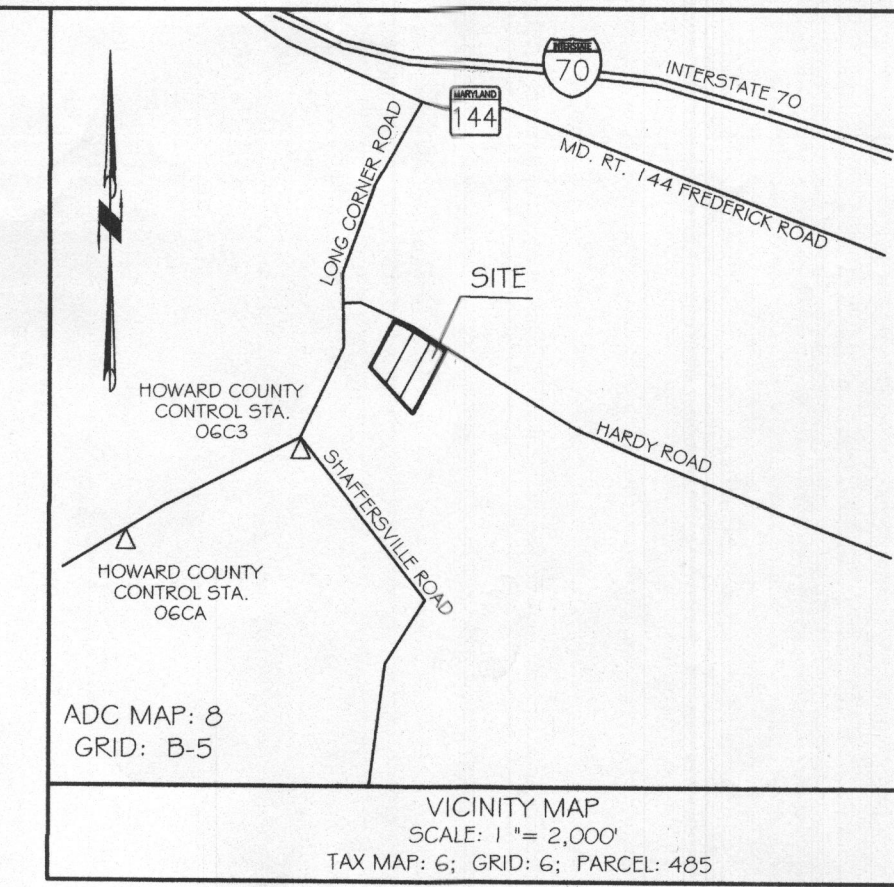 INTERSTATE
70
INTERSTATE 70
MARYLAND
144
MD. RT. 144 FREDERICK ROAD
LONG CORNER ROAD
SITE
HOWARD COUNTY
CONTROL STA.
06C3
HARDY ROAD
SHAFFERSVILLE ROAD
HOWARD COUNTY
CONTROL STA.
06CA
ADC MAP: 8
GRID: B-5
VICINITY MAP
SCALE: 1 "= 2,000'
TAX MAP: 6; GRID: 6; PARCEL: 485